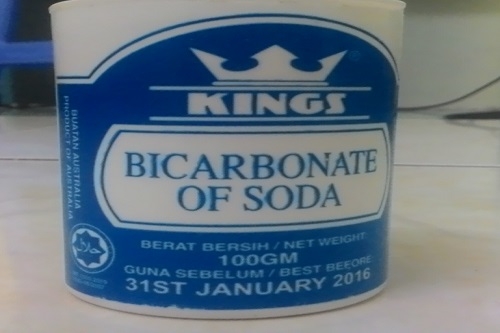 KINGS
BICARBONATE
OF SODA
BERAT BERSIH / NET WEIGHT
100GM
GUNA SEBELUM / BEST BEFORE
31ST JANUARY 2016
BUATAN AUSTRALIA
PRODUCT OF AUSTRALIA
حلال